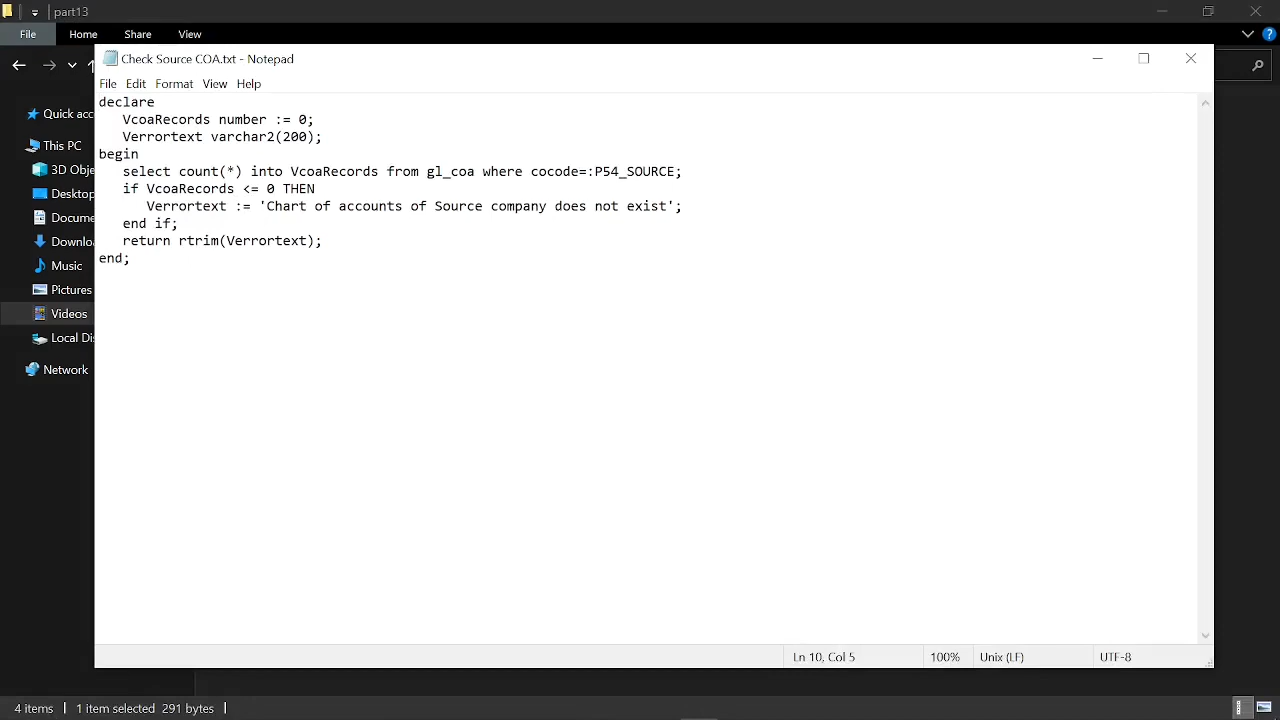 part13
File Home Share View
Check Source COA.txt - Notepad
File Edit Format View Help
declare
VcoaRecords number := 0;
Verrortext varchar2(200);
begin
select count(*) into VcoaRecords from gl_coa where cocode=:P54_SOURCE;
if VcoaRecords <= 0 THEN
Verrortext := 'Chart of accounts of Source company does not exist';
end if;
return rtrim(Verrortext);
end;
Quick acc
This PC
3D Obje
Desktop
Docume
Downlo
Music
Pictures
Videos
Local Dis
Network
Ln 10, Col 5 100% Unix (LF) UTF-8
4 items 1 item selected 291 bytes